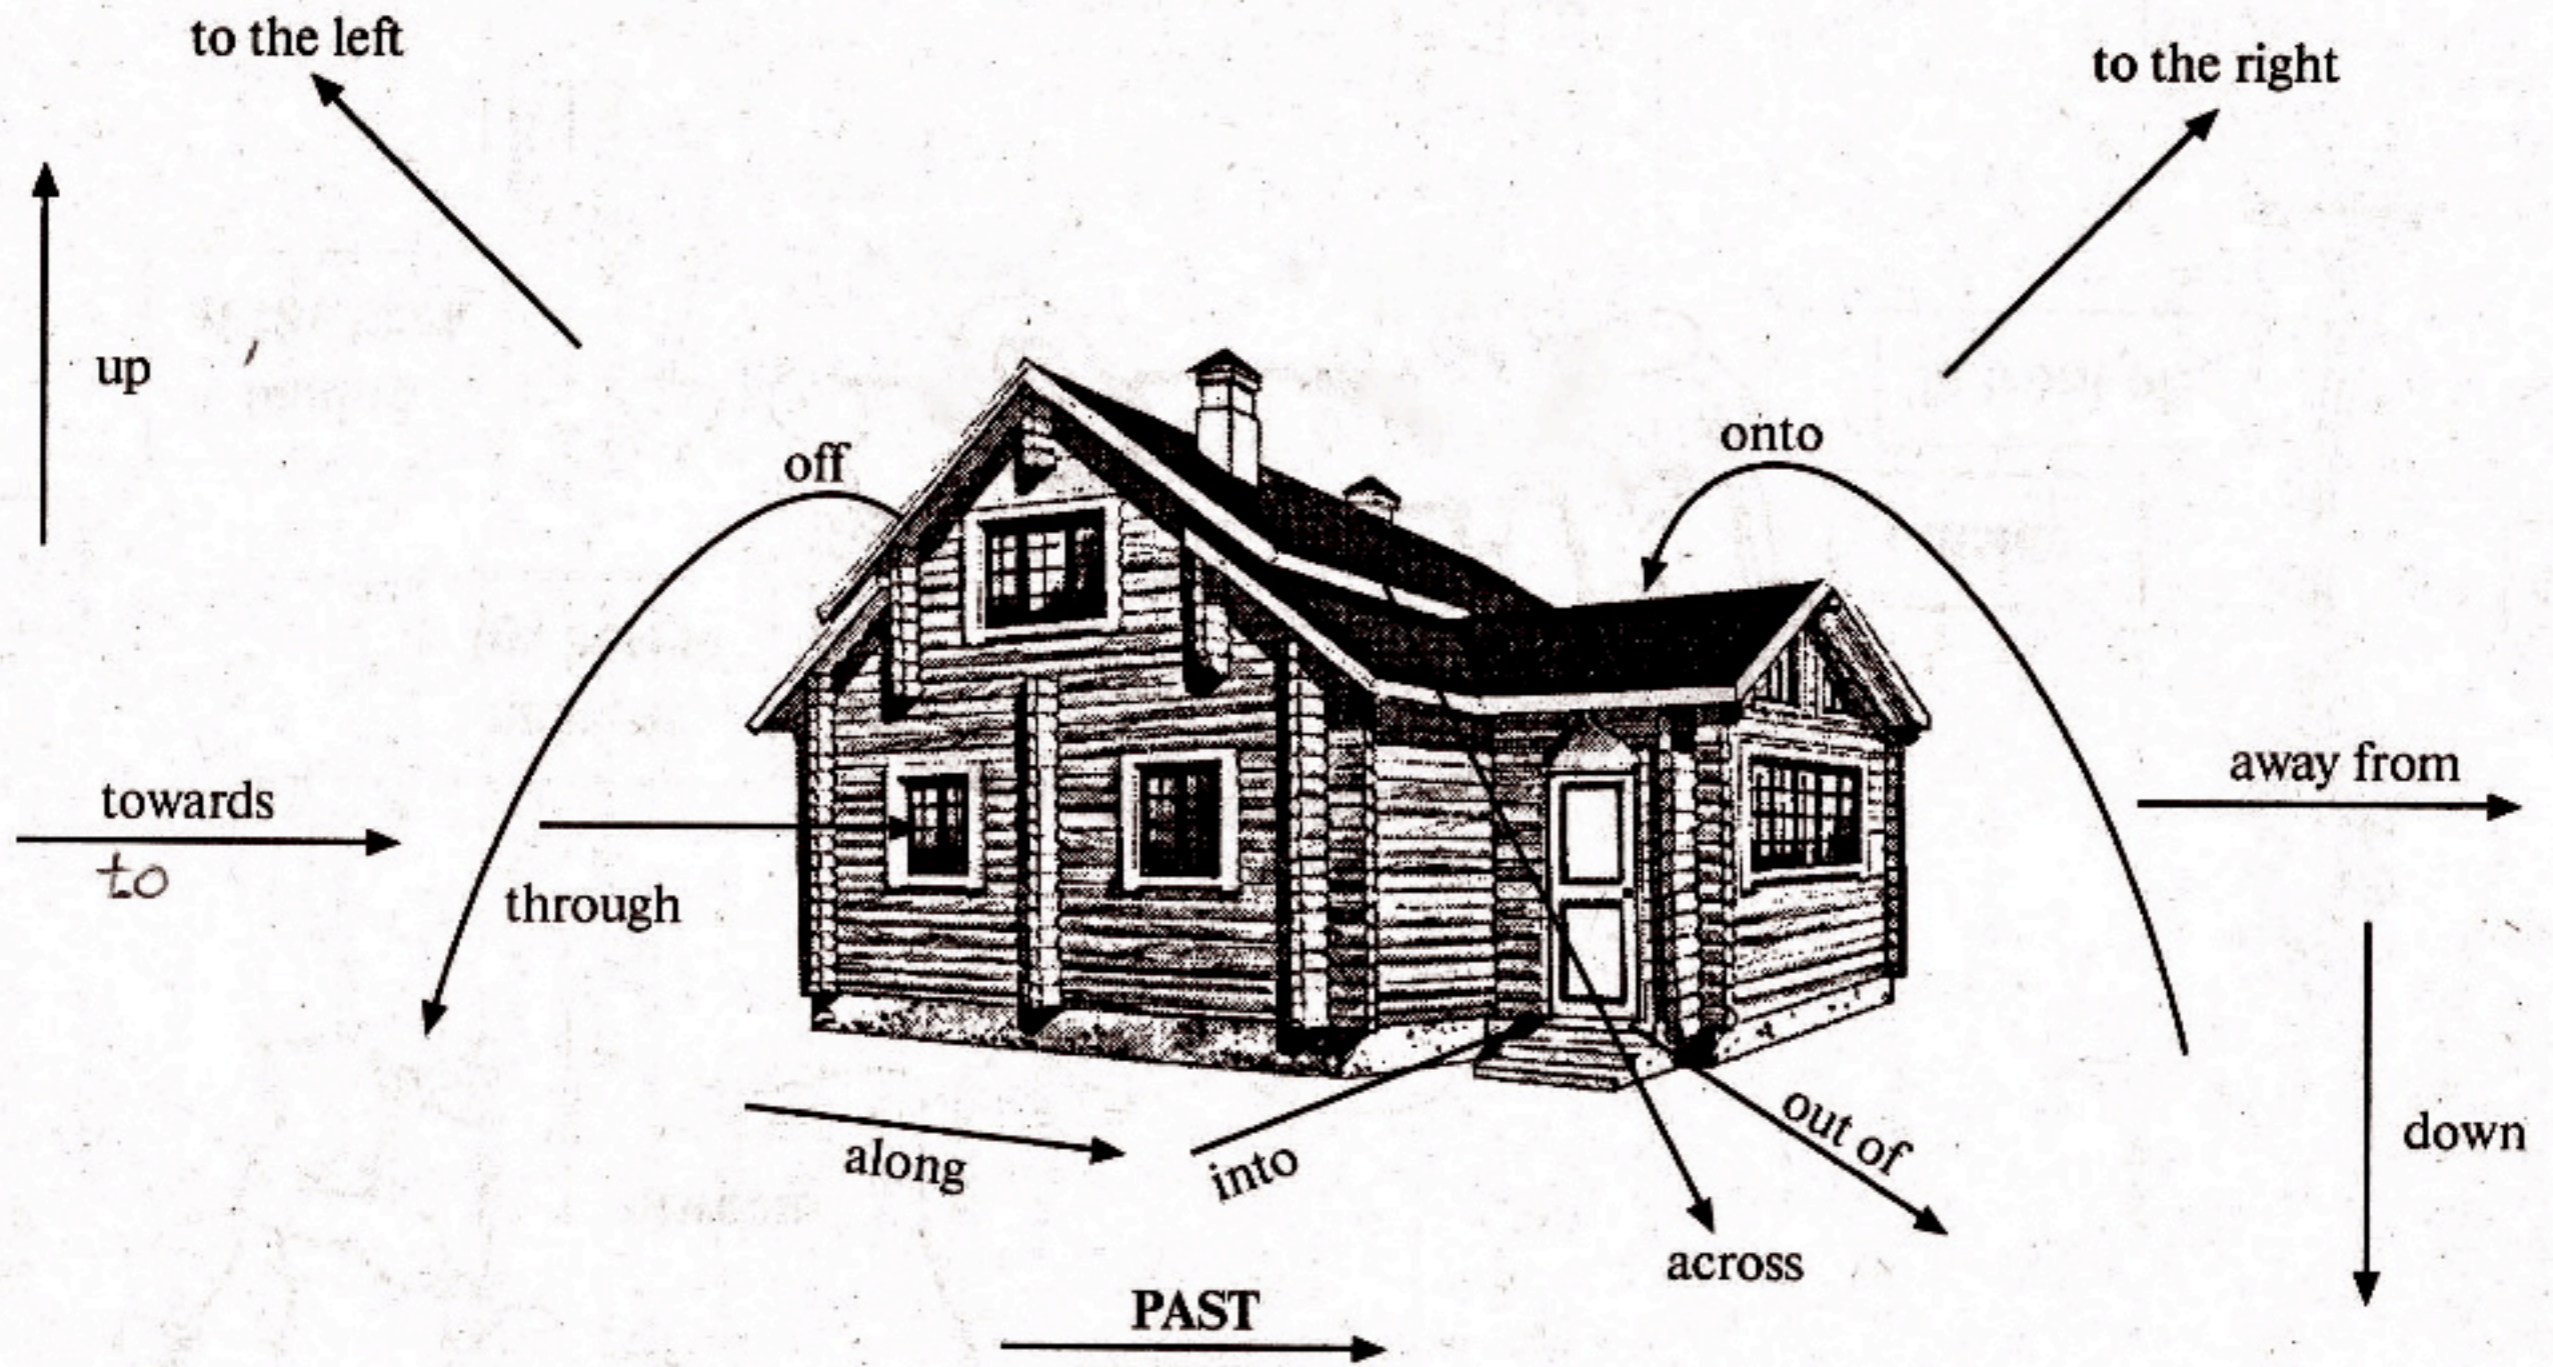 to the left
to the right
up
off
onto
towards
to
through
away from
down
along
into
out of
across
PAST